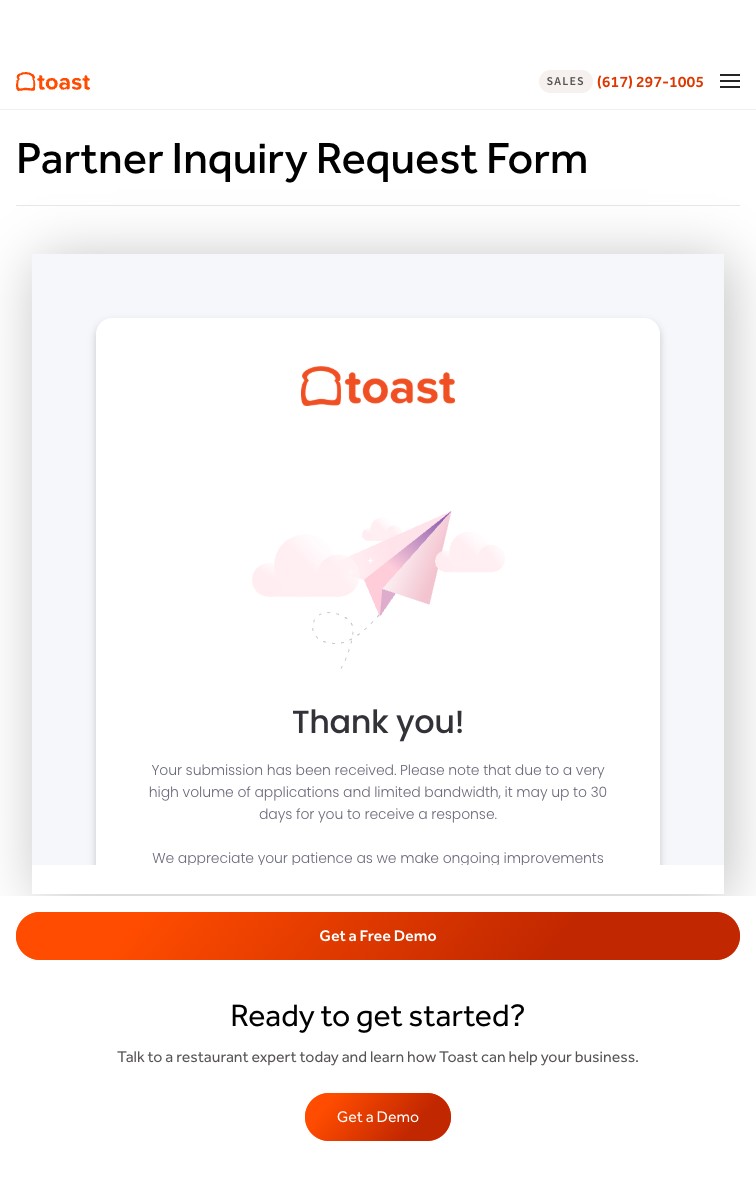 toast
SALES (617) 297-1005
Partner Inquiry Request Form
toast
Thank you!
Your submission has been received. Please note that due to a very
high volume of applications and limited bandwidth, it may up to 30
days for you to receive a response.
We appreciate your patience as we make ongoing improvements
Get a Free Demo
Ready to get started?
Talk to a restaurant expert today and learn how Toast can help your business.
Get a Demo